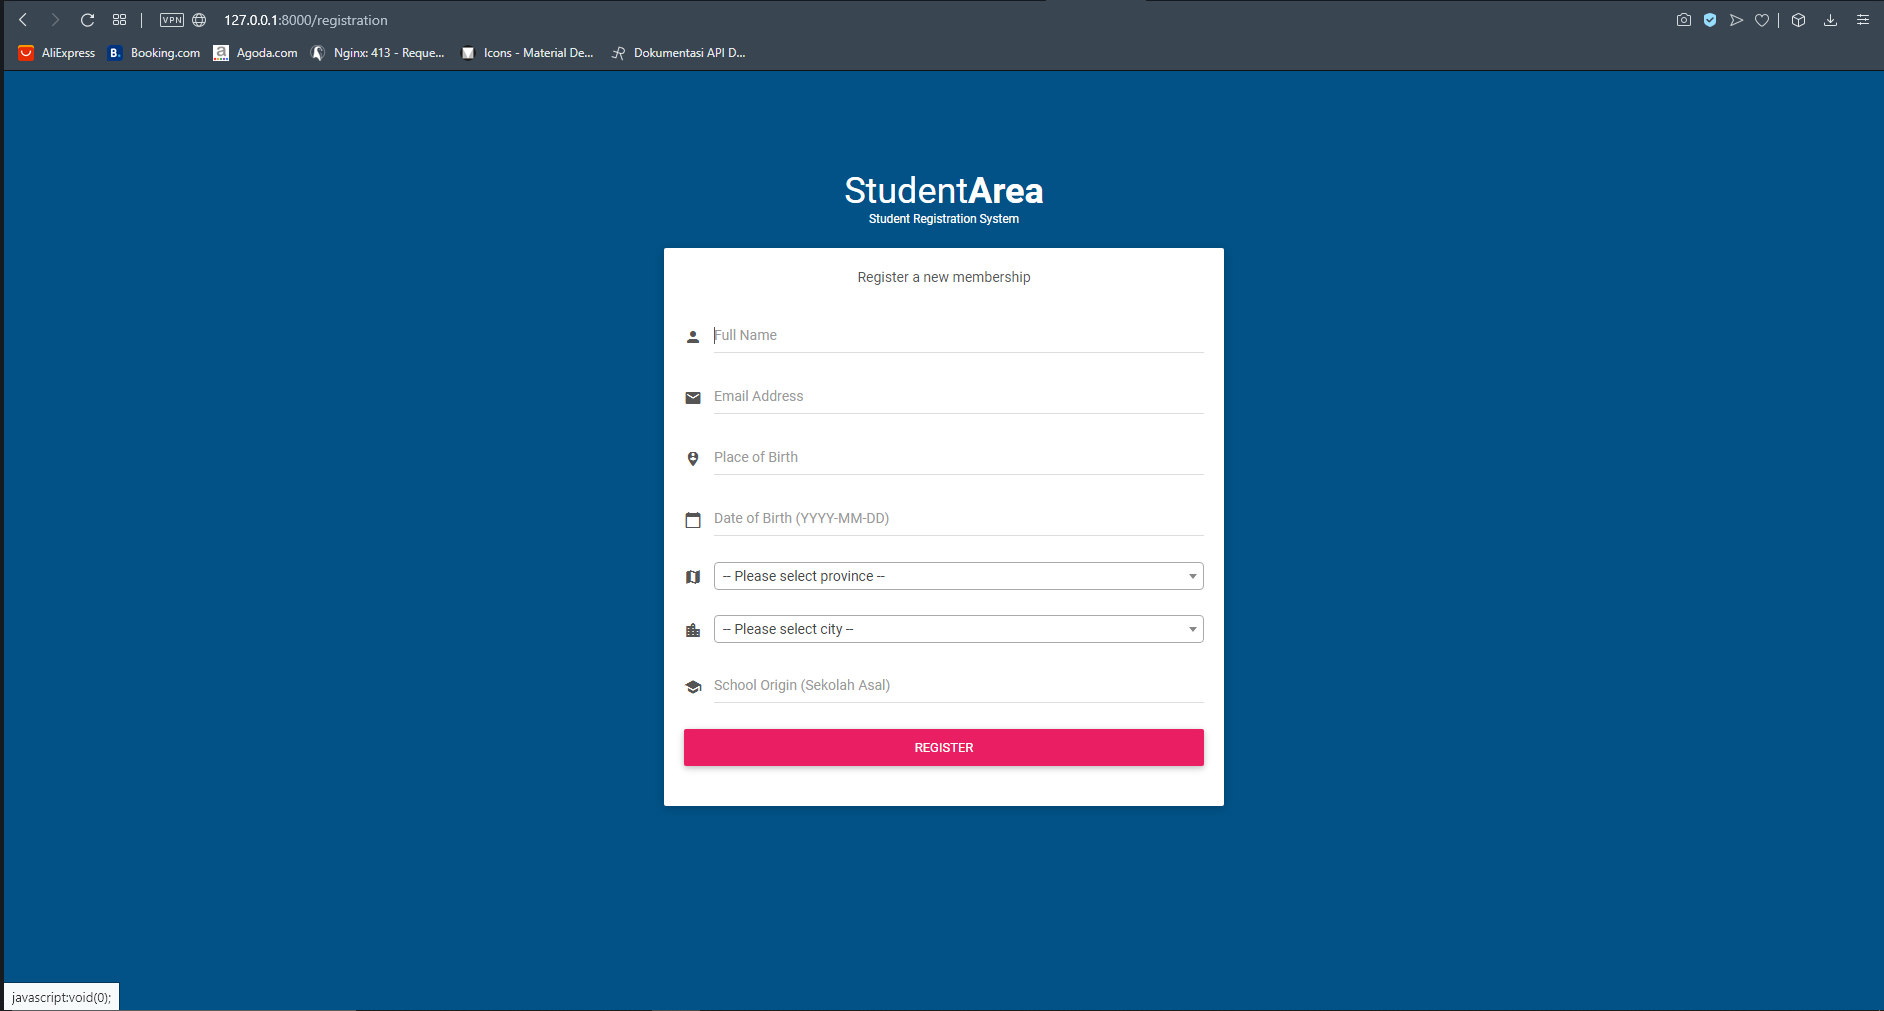 VPN 127.0.0.1:8000/registration
AliExpress B. Booking.com a Agoda.com Nginx: 413 - Reque... Icons - Material De... Dokumentasi API D...
StudentArea
Student Registration System
Register a new membership
Full Name
Email Address
Place of Birth
Date of Birth (YYYY-MM-DD)
-- Please select province --
-- Please select city --
School Origin (Sekolah Asal)
REGISTER
javascript:void(0);